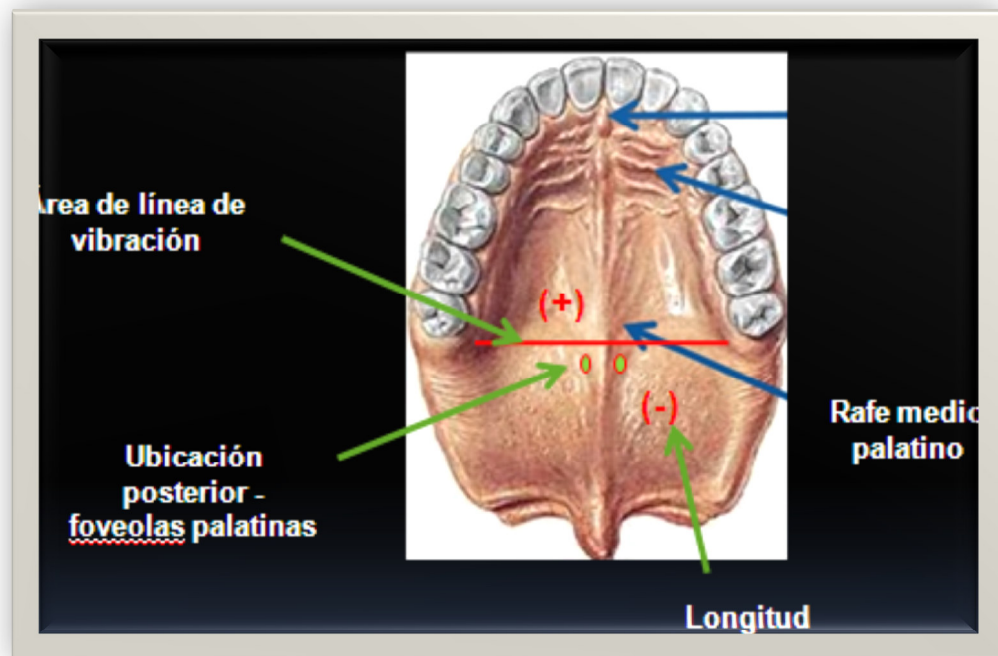 Área de línea de
vibración
(+)
(-)
Rafe medio
palatino
Ubicación
posterior -
foveolas palatinas
Longitud